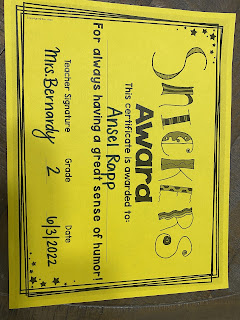 Snickers
Award
This certificate is awarded to:
Ansel Rapp
For always having a great sense of humor!
Mrs. Bernardy 2 6/3/2022
Teacher Signature Grade Date